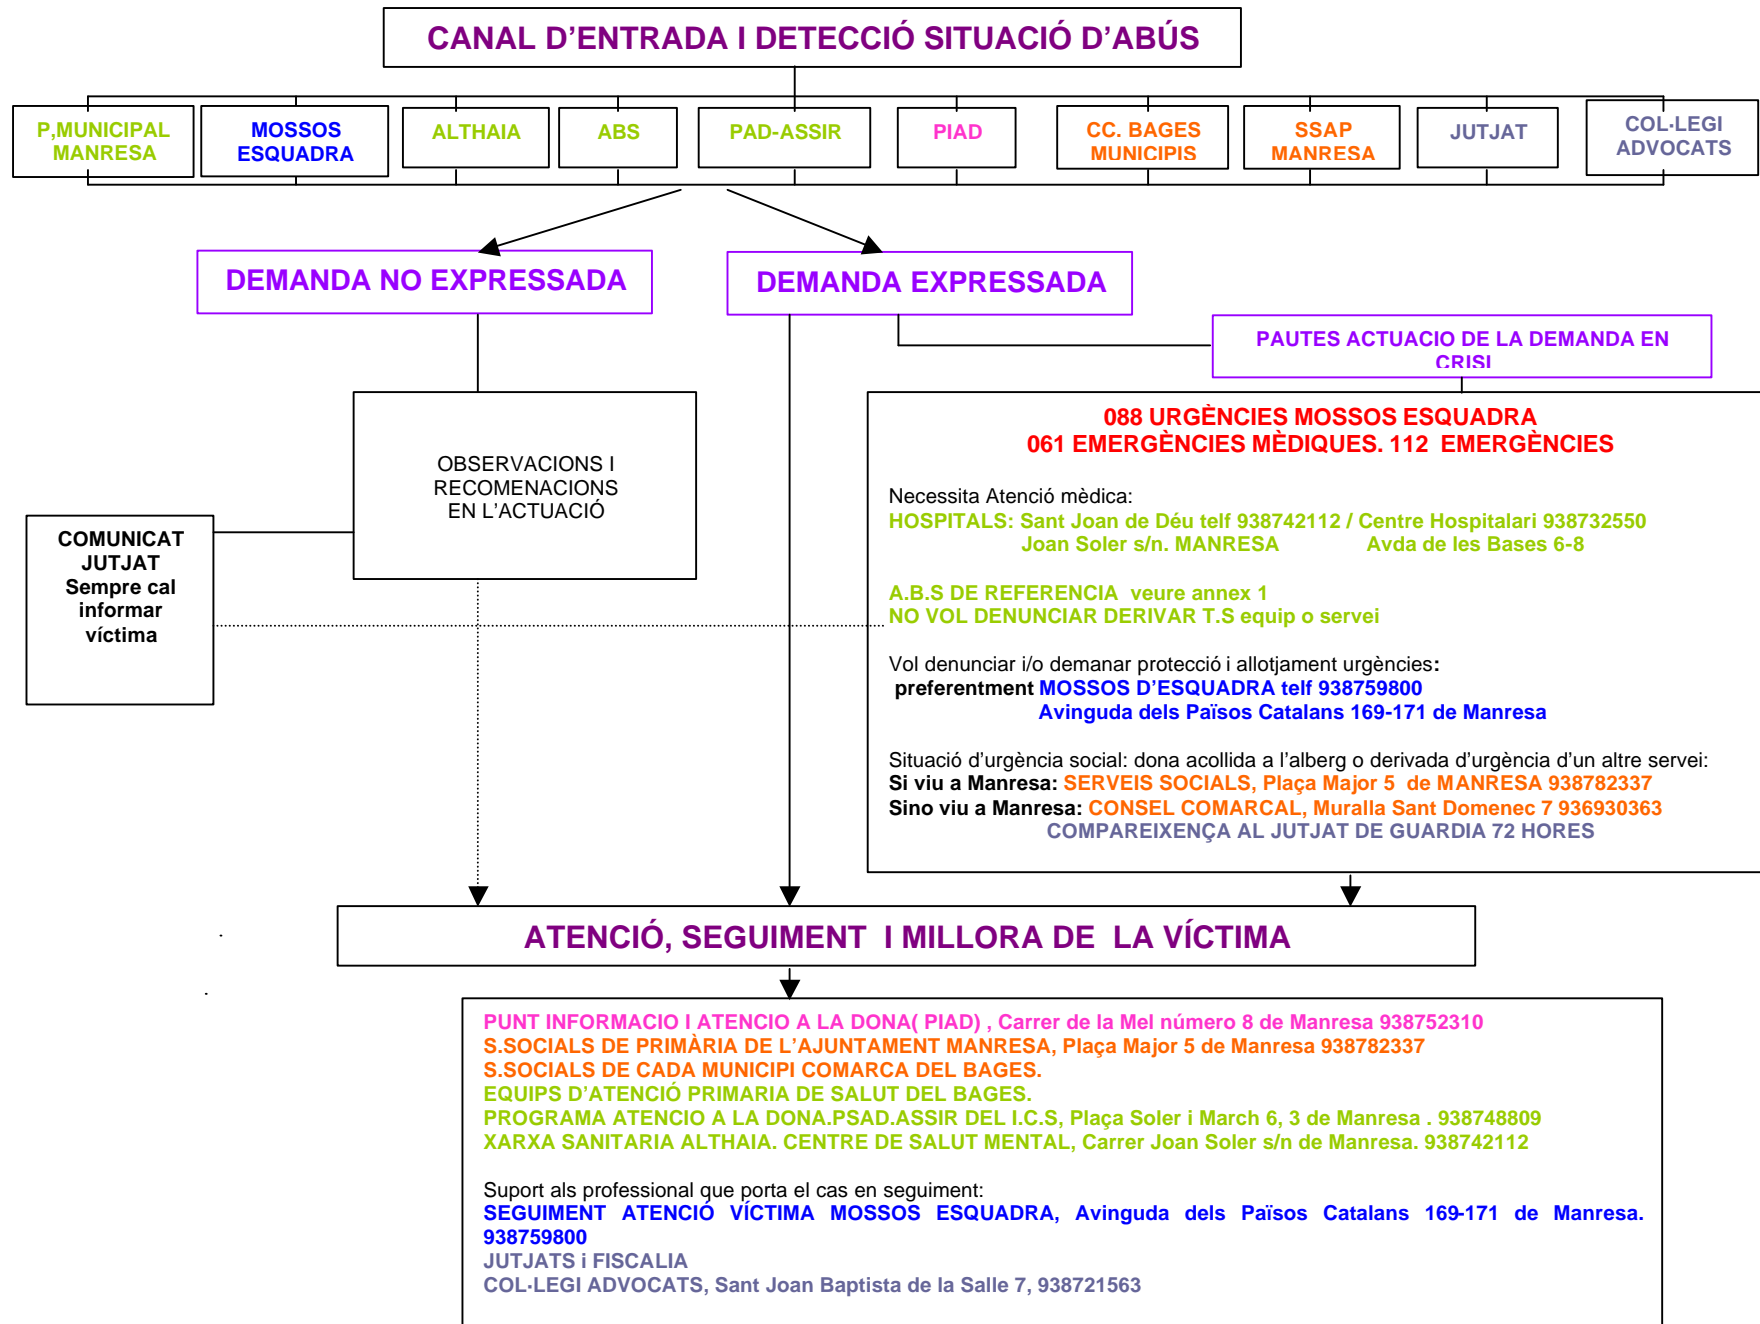 CANAL D'ENTRADA I DETECCIÓ SITUACIÓ D'ABÚS
P,MUNICIPAL
MANRESA
MOSSOS
ESQUADRA
ALTHAIA
ABS
PAD-ASSIR
PIAD
CC. BAGES
MUNICIPIS
SSAP
MANRESA
JUTJAT
COL·LEGI
ADVOCATS
DEMANDA NO EXPRESSADA
DEMANDA EXPRESSADA
PAUTES ACTUACIO DE LA DEMANDA EN
CRISI
OBSERVACIONS I
RECOMENACIONS
EN L'ACTUACIÓ
COMUNICAT
JUTJAT
Sempre cal
informar
víctima
088 URGÈNCIES MOSSOS ESQUADRA
061 EMERGÈNCIES MÈDIQUES. 112 EMERGÈNCIES
Necessita Atenció mèdica:
HOSPITALS: Sant Joan de Déu telf 938742112 / Centre Hospitalari 938732550
Joan Soler s/n. MANRESA Avda de les Bases 6-8
A.B.S DE REFERENCIA veure annex 1
NO VOL DENUNCIAR DERIVAR T.S equip o servei
Vol denunciar i/o demanar protecció i allotjament urgències:
preferentment MOSSOS D'ESQUADRA telf 938759800
Avinguda dels Països Catalans 169-171 de Manresa
Situació d'urgència social: dona acollida a l'alberg o derivada d'urgència d'un altre servei:
Si viu a Manresa: SERVEIS SOCIALS, Plaça Major 5 de MANRESA 938782337
Sino viu a Manresa: CONSEL COMARCAL, Muralla Sant Domenec 7 936930363
COMPAREIXENÇA AL JUTJAT DE GUARDIA 72 HORES
ATENCIÓ, SEGUIMENT I MILLORA DE LA VÍCTIMA
PUNT INFORMACIO I ATENCIO A LA DONA( PIAD) , Carrer de la Mel número 8 de Manresa 938752310
S.SOCIALS DE PRIMÀRIA DE L'AJUNTAMENT MANRESA, Plaça Major 5 de Manresa 938782337
S.SOCIALS DE CADA MUNICIPI COMARCA DEL BAGES.
EQUIPS D'ATENCIÓ PRIMARIA DE SALUT DEL BAGES.
PROGRAMA ATENCIO A LA DONA.PSAD.ASSIR DEL I.C.S, Plaça Soler i March 6, 3 de Manresa . 938748809
XARXA SANITARIA ALTHAIA. CENTRE DE SALUT MENTAL, Carrer Joan Soler s/n de Manresa. 938742112
Suport als professional que porta el cas en seguiment:
SEGUIMENT ATENCIÓ VÍCTIMA MOSSOS ESQUADRA, Avinguda dels Països Catalans 169-171 de Manresa.
938759800
JUTJATS i FISCALIA
COL·LEGI ADVOCATS, Sant Joan Baptista de la Salle 7, 938721563